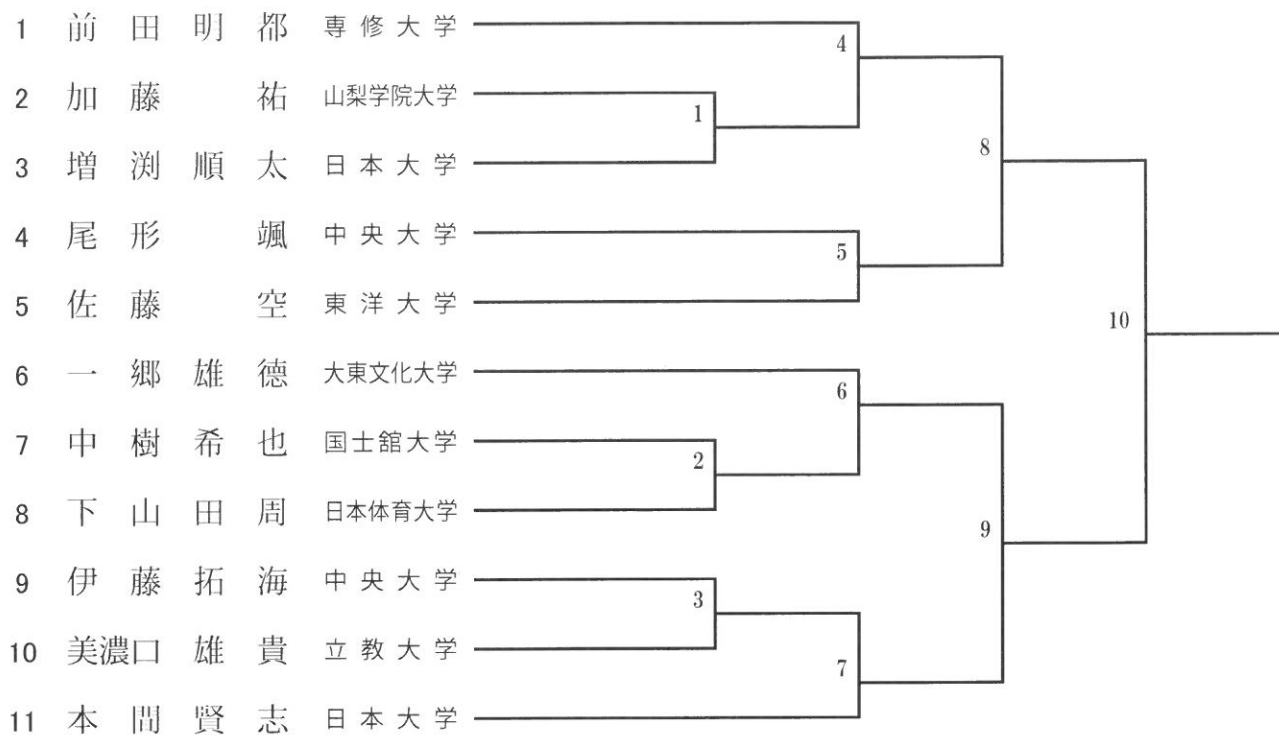 1 前田明都 専修大学
4
2 加藤祐 山梨学院大学
1
8
3 増渕順太 日本大学
4 尾形颯 中央大学
5
5 佐藤空 東洋大学
10
6 一郷雄德 大東文化大学
6
7 中樹希也 国士舘大学
2
8 下山田周 日本体育大学
9
9 伊藤拓海 中央大学
3
10 美濃口雄貴 立教大学
7
11 本間賢志 日本大学